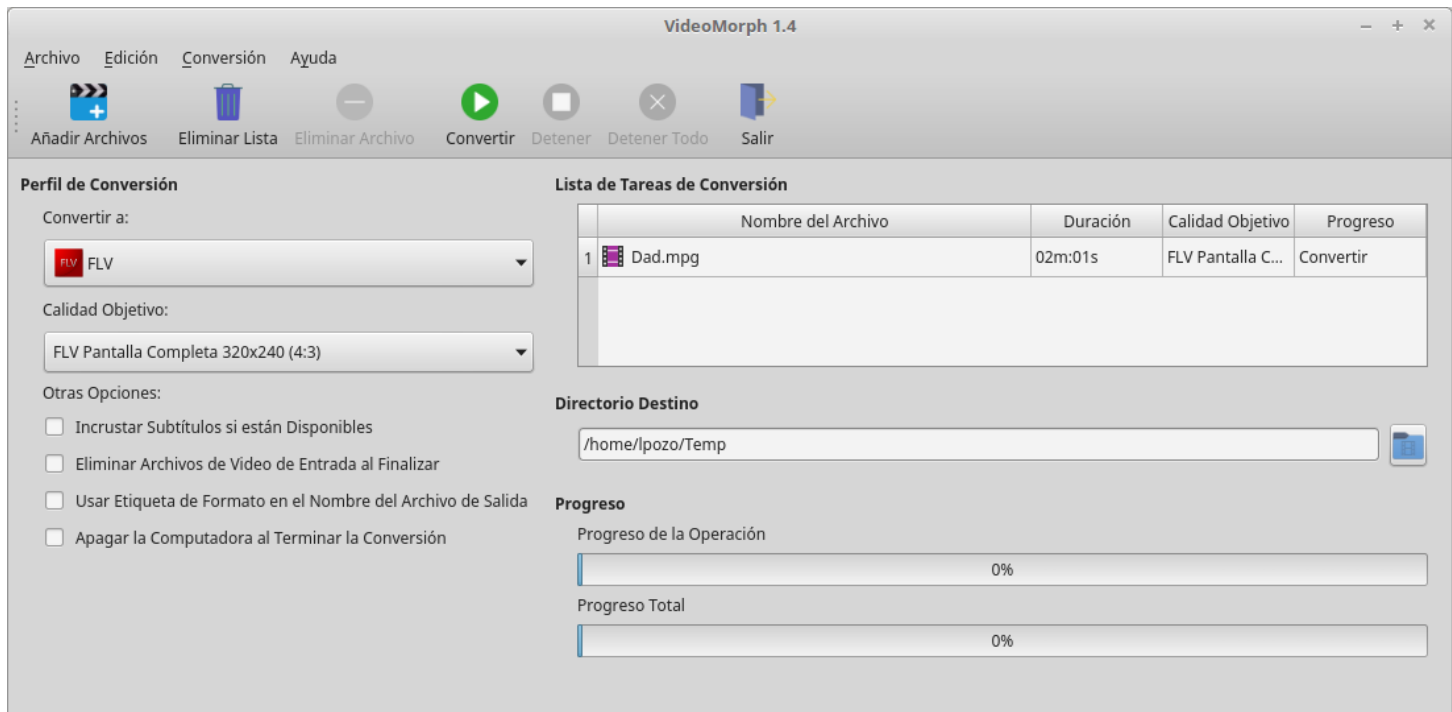 VideoMorph 1.4
Archivo Edición Conversión Ayuda
Añadir Archivos Eliminar Lista Eliminar Archivo Convertir Detener Detener Todo Salir
Perfil de Conversión
Convertir a:
FLV FLV
Calidad Objetivo:
FLV Pantalla Completa 320x240 (4:3)
Otras Opciones:
Incrustar Subtítulos si están Disponibles
Eliminar Archivos de Video de Entrada al Finalizar
Usar Etiqueta de Formato en el Nombre del Archivo de Salida
Apagar la Computadora al Terminar la Conversión
Lista de Tareas de Conversión
Nombre del Archivo Duración Calidad Objetivo Progreso
1 Dad.mpg 02m:01s FLV Pantalla C... Convertir
Directorio Destino
/home/lpozo/Temp
Progreso
Progreso de la Operación
0%
Progreso Total
0%